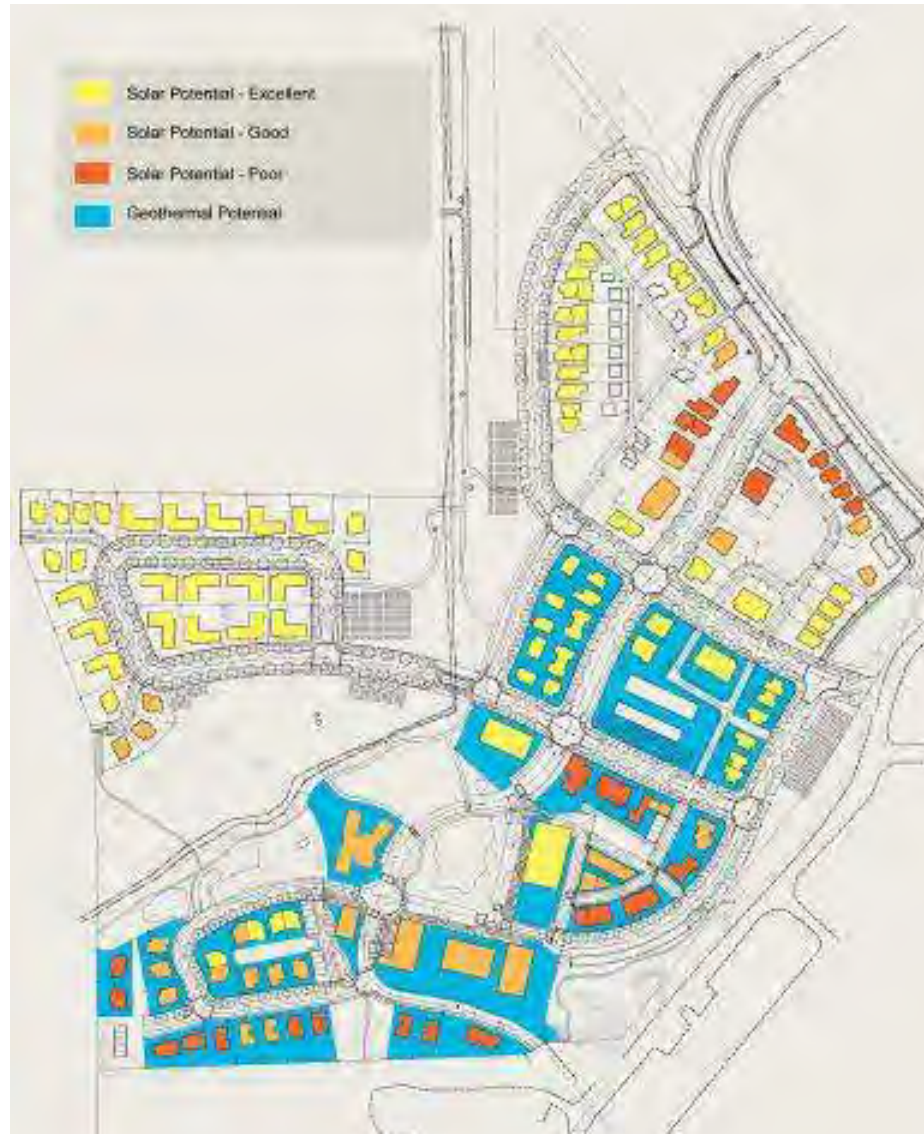 Solar Potential - Excellent
Solar Potential - Good
Solar Potential - Poor
Geothermal Potential